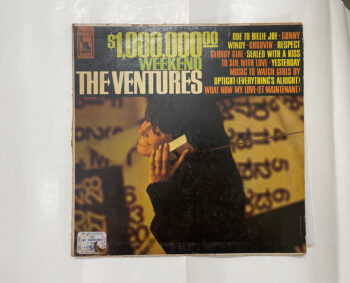 $1,000,000.00
WEEKEND
THE VENTURES
ODE TO BILLIE JOE · SUNNY
WINDY · GROOVIN' · RESPECT
GEORGY GIRL · SEALED WITH A KISS
TO SIR, WITH LOVE · YESTERDAY
MUSIC TO WATCH GIRLS BY
UPTIGHT (EVERYTHING'S ALRIGHT)
WHAT NOW MY LOVE (ET MAINTENANT)
28